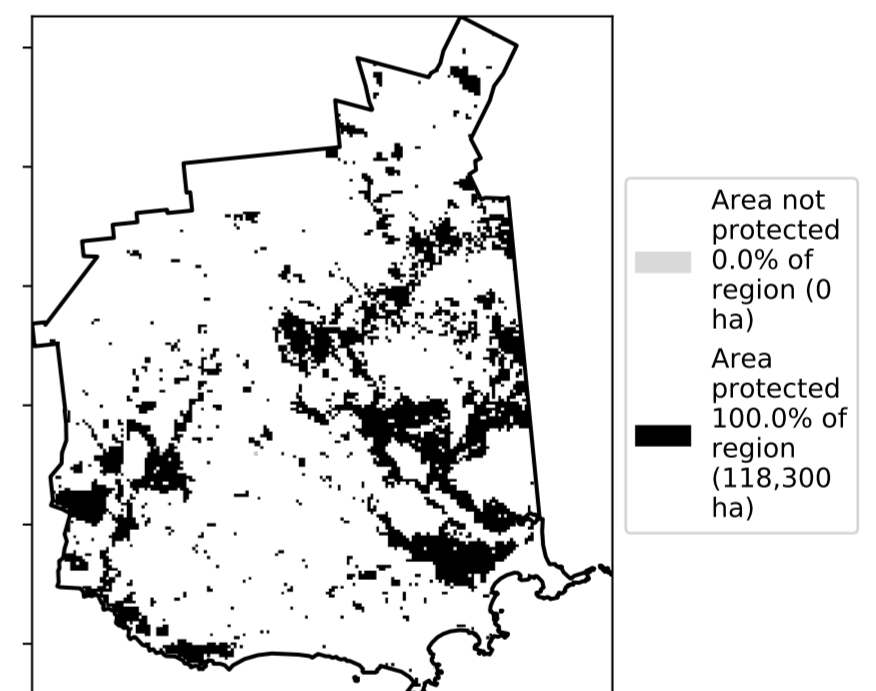 Area not
protected
0.0% of
region (0
ha)
Area
protected
100.0% of
region
(118,300
ha)